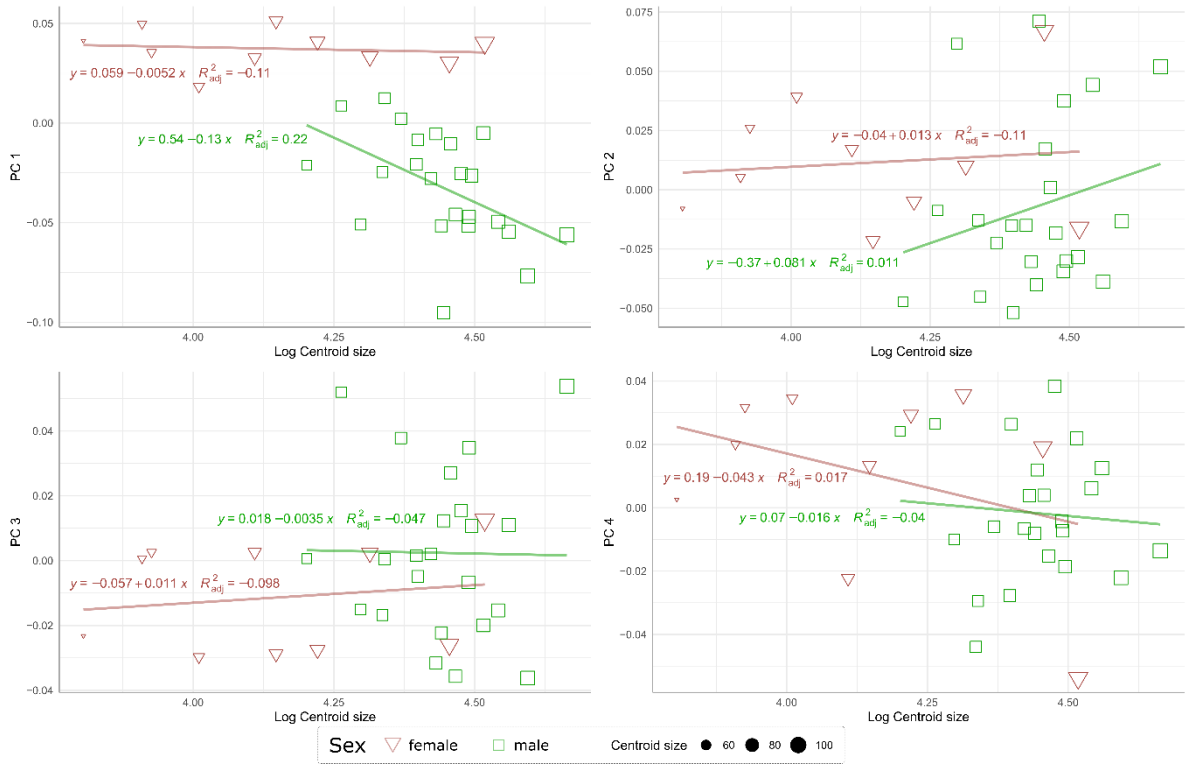 0.05
0.00
−0.05
−0.10
PC 1
y = 0.059 −0.0052 x R²adj = −0.11
y = 0.54 −0.13 x R²adj = 0.22
4.00 4.25 4.50
Log Centroid size
0.075
0.050
0.025
0.000
−0.025
−0.050
PC 2
y = −0.04 + 0.013 x R²adj = −0.11
y = −0.37 + 0.081 x R²adj = 0.011
4.00 4.25 4.50
Log Centroid size
0.04
0.02
0.00
−0.02
−0.04
PC 3
y = 0.018 −0.0035 x R²adj = −0.047
y = −0.057 + 0.011 x R²adj = −0.098
4.00 4.25 4.50
Log Centroid size
0.04
0.02
0.00
−0.02
−0.04
PC 4
y = 0.19 −0.043 x R²adj = 0.017
y = 0.07 −0.016 x R²adj = −0.04
4.00 4.25 4.50
Log Centroid size
Sex female male Centroid size 60 80 100